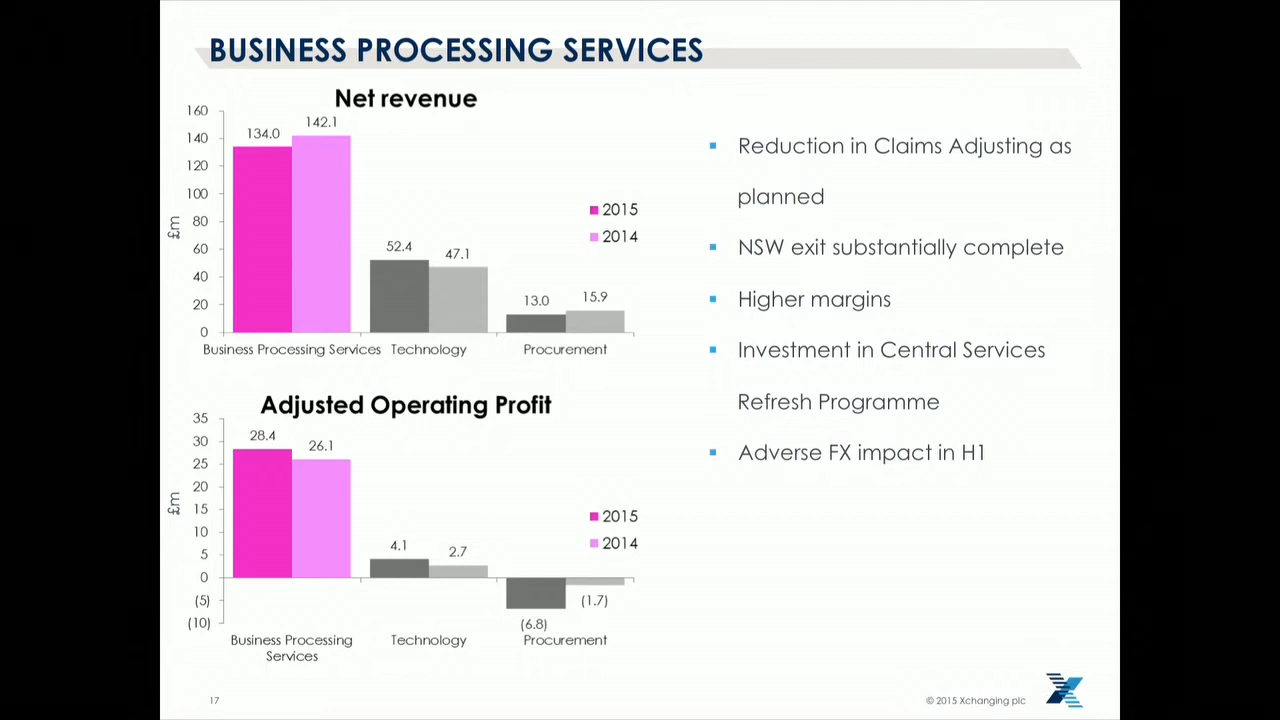 BUSINESS PROCESSING SERVICES
Net revenue
160
140
120
100
80
60
40
20
0
£m
134.0
142.1
52.4
47.1
13.0
15.9
2015
2014
Business Processing Services
Technology
Procurement
Adjusted Operating Profit
35
30
25
20
15
10
5
0
(5)
(10)
£m
28.4
26.1
4.1
2.7
(6.8)
(1.7)
2015
2014
Business Processing
Services
Technology
Procurement
Reduction in Claims Adjusting as
planned
NSW exit substantially complete
Higher margins
Investment in Central Services
Refresh Programme
Adverse FX impact in H1
17
© 2015 Xchanging plc